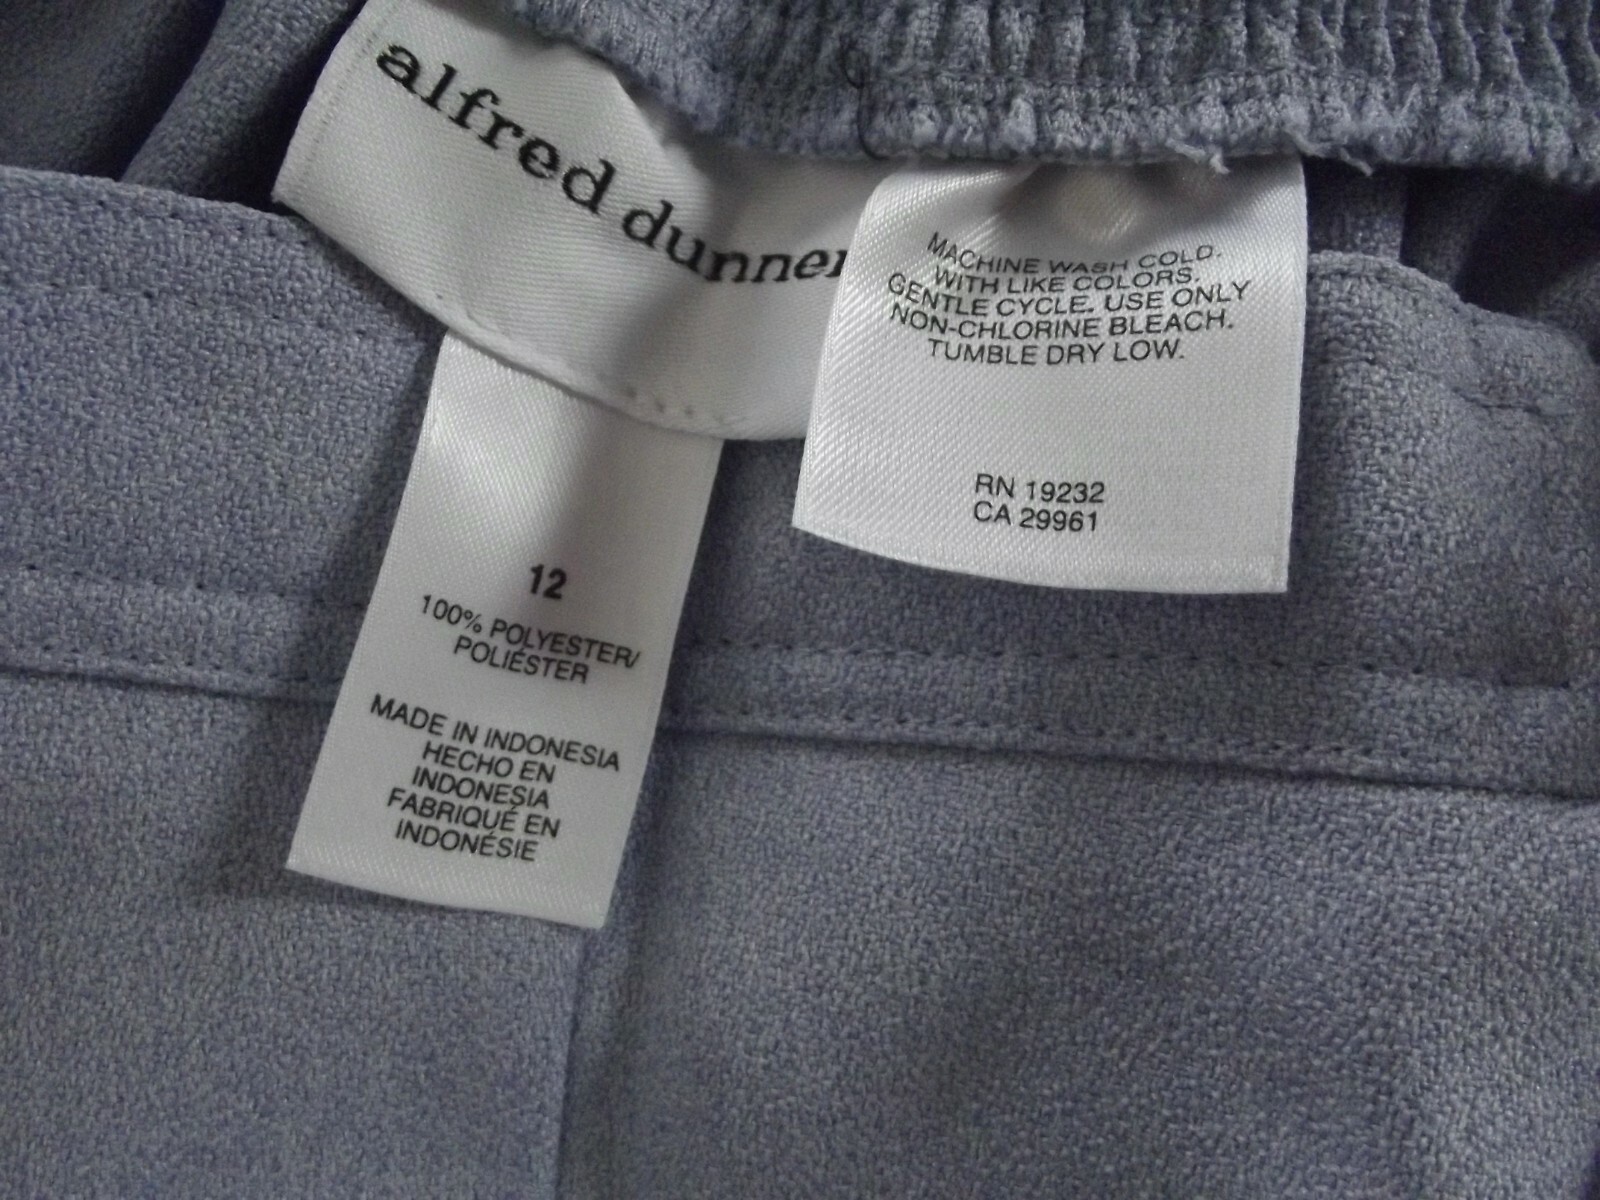 alfred dunner
MACHINE WASH COLD.
WITH LIKE COLORS.
GENTLE CYCLE. USE ONLY
NON-CHLORINE BLEACH.
TUMBLE DRY LOW.
RN 19232
CA 29961
12
100% POLYESTER/
POLIÉSTER
MADE IN INDONESIA
HECHO EN
INDONESIA
FABRIQUÉ EN
INDONÉSIE